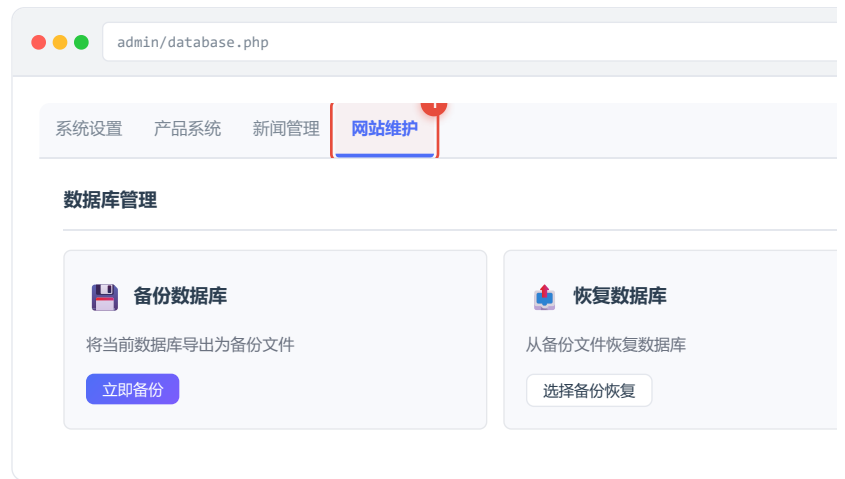 admin/database.php
系统设置 产品系统 新闻管理 网站维护
数据库管理
备份数据库 恢复数据库
将当前数据库导出为备份文件 从备份文件恢复数据库
立即备份 选择备份恢复